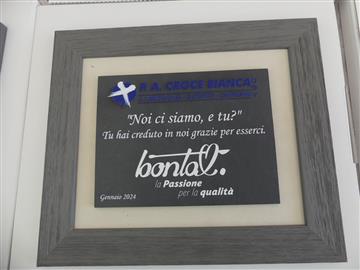 P.A. CROCE BIANCA
"Noi ci siamo, e tu?"
Tu hai creduto in noi grazie per esserci.
bontàlì.
la Passione
per la qualità
Gennaio 2024